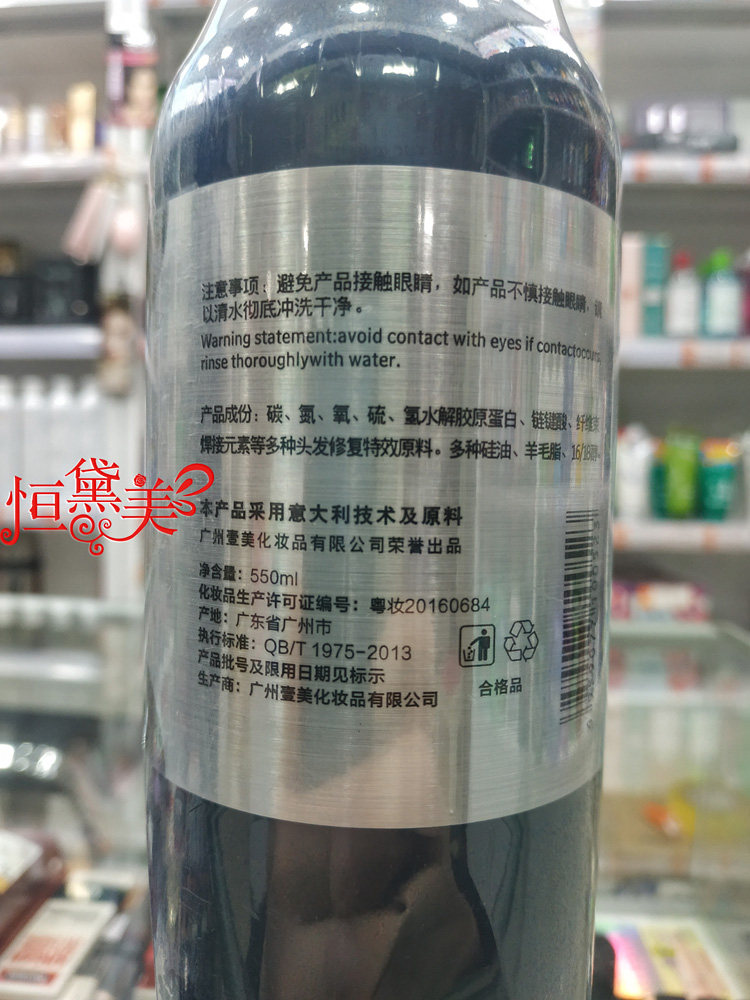 注意事项：避免产品接触眼睛，如产品不慎接触眼睛，
以清水彻底冲洗干净。
Warning statement:avoid contact with eyes if
rinse thoroughlywith water.
产品成份：碳、氮、氧、硫、氢水解胶原蛋白、
焊接元素等多种头发修复特效原料。多种硅油、羊毛脂、
恒黛美
本产品采用意大利技术及原料
广州壹美化妆品有限公司荣誉出品
净含量：550ml
化妆品生产许可证编号：粤妆20160684
产地：广东省广州市
执行标准：QB/T 1975-2013
产品批号及限用日期见标示
生产商：广州壹美化妆品有限公司
合格品